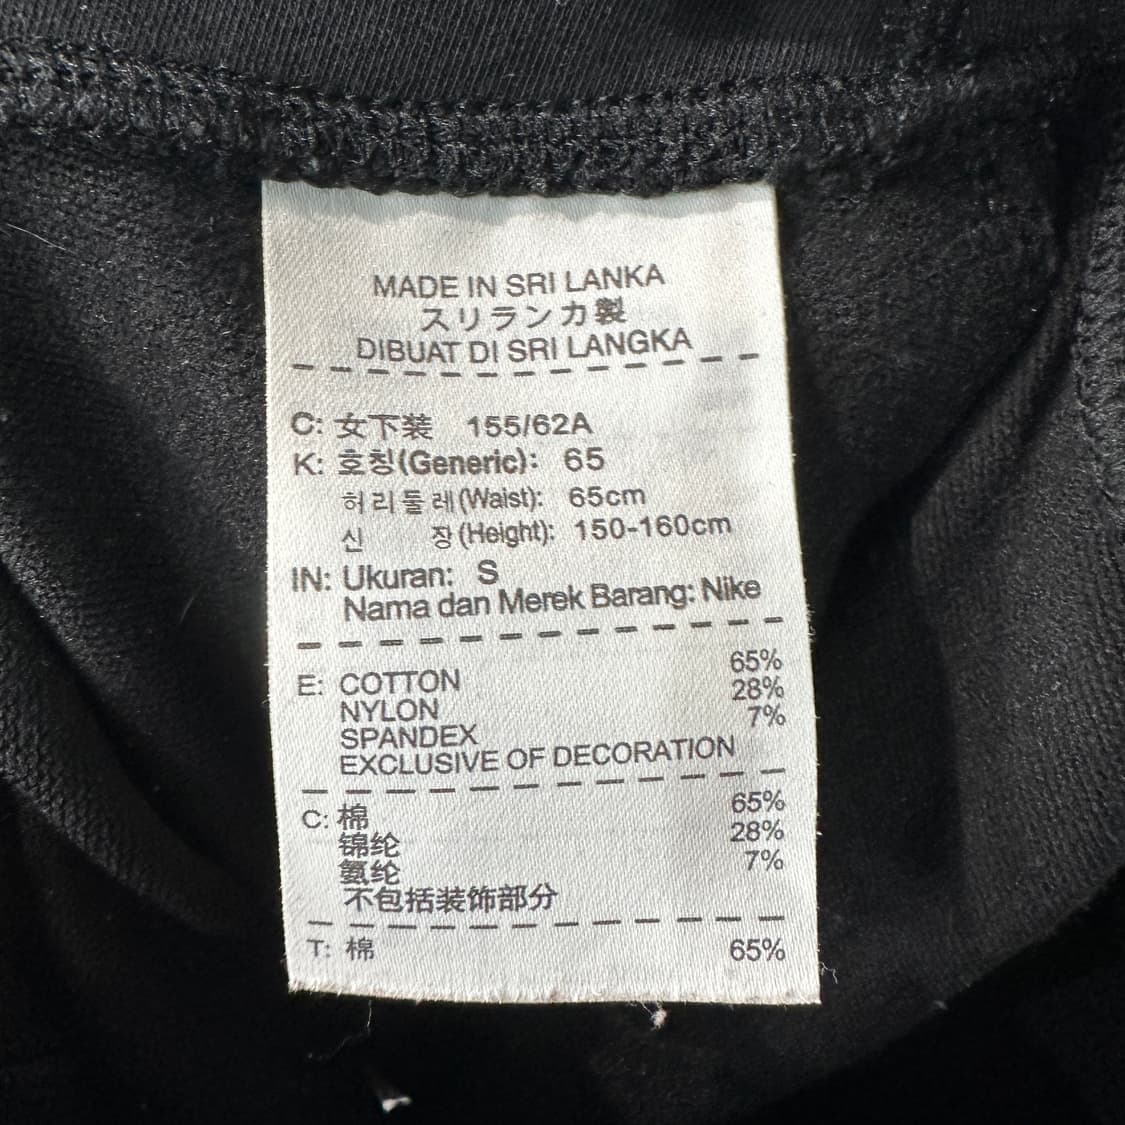 MADE IN SRI LANKA
スリランカ製
DIBUAT DI SRI LANGKA
C: 女下装 155/62A
K: 호칭(Generic): 65
허리둘레(Waist): 65cm
신 장(Height): 150-160cm
IN: Ukuran: S
Nama dan Merek Barang: Nike
E: COTTON 65%
NYLON 28%
SPANDEX 7%
EXCLUSIVE OF DECORATION
C: 棉 65%
锦纶 28%
氨纶 7%
不包括装饰部分
T: 棉 65%